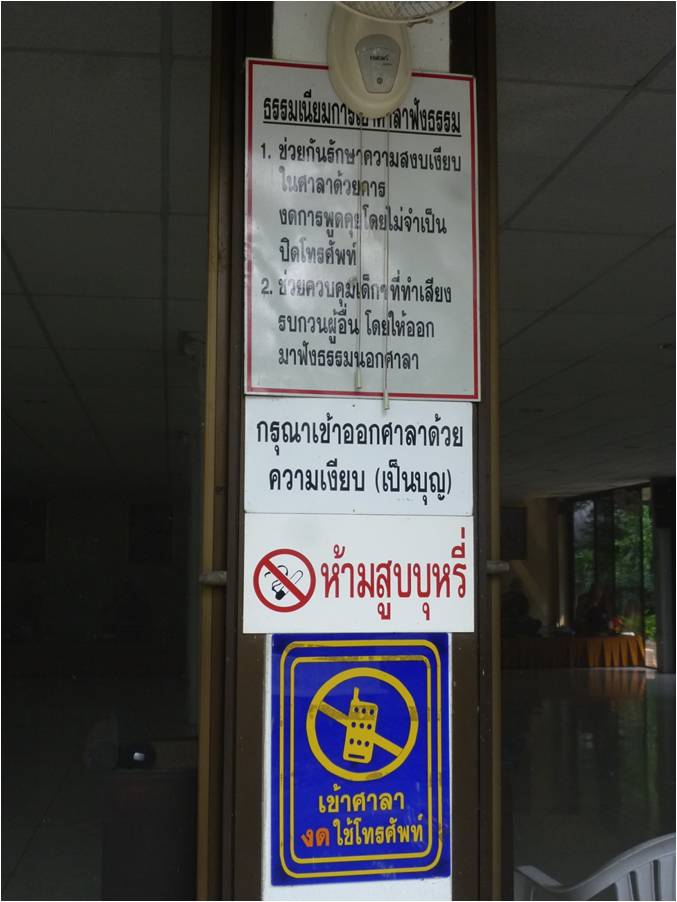 ธรรมเนียมการเข้าศาลาฟังธรรม
1. ช่วยกันรักษาความสงบเงียบ
ในศาลาด้วยการ
งดการพูดคุยโดยไม่จำเป็น
ปิดโทรศัพท์
2. ช่วยควบคุมเด็กๆที่ทำเสียง
รบกวนผู้อื่น โดยให้ออก
มาฟังธรรมนอกศาลา
กรุณาเข้าออกศาลาด้วย
ความเงียบ (เป็นบุญ)
ห้ามสูบบุหรี่
เข้าศาลา
งดใช้โทรศัพท์